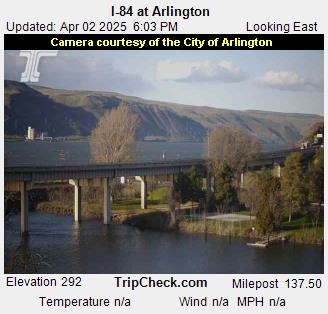 I-84 at Arlington
Updated: Apr 02 2025 6:03 PM Looking East
Camera courtesy of the City of Arlington
Elevation 292 TripCheck.com Milepost 137.50
Temperature n/a Wind n/a MPH n/a